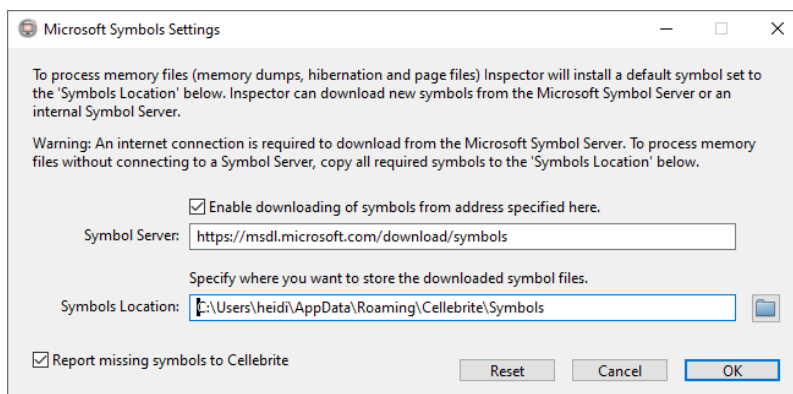 Microsoft Symbols Settings
To process memory files (memory dumps, hibernation and page files) Inspector will install a default symbol set to
the 'Symbols Location' below. Inspector can download new symbols from the Microsoft Symbol Server or an
internal Symbol Server.
Warning: An internet connection is required to download from the Microsoft Symbol Server. To process memory
files without connecting to a Symbol Server, copy all required symbols to the 'Symbols Location' below.
Enable downloading of symbols from address specified here.
Symbol Server: https://msdl.microsoft.com/download/symbols
Specify where you want to store the downloaded symbol files.
Symbols Location: C:\Users\heidi\AppData\Roaming\Cellebrite\Symbols
Report missing symbols to Cellebrite
Reset Cancel OK